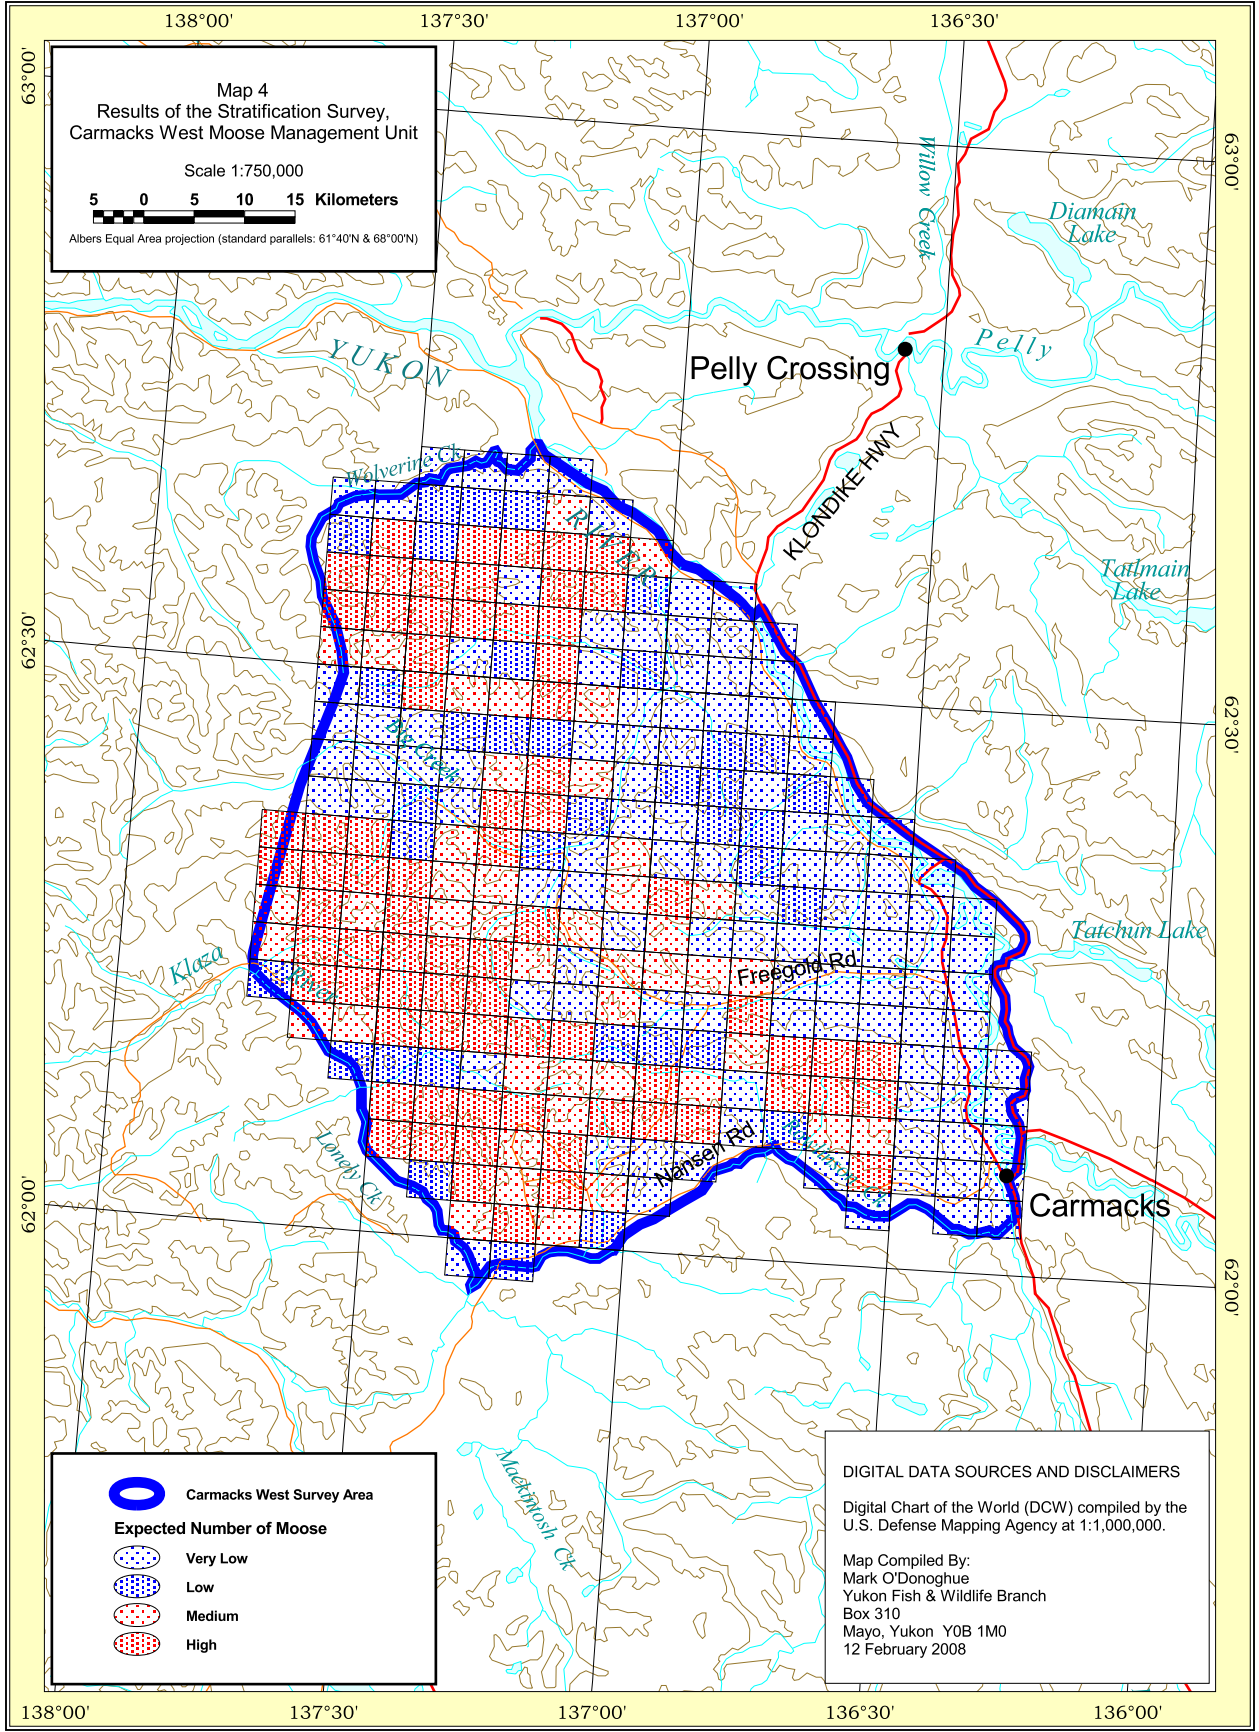 138°00'
137°30'
137°00'
136°30'
63°00'
63°00'
Map 4
Results of the Stratification Survey,
Carmacks West Moose Management Unit
Scale 1:750,000
5 0 5 10 15 Kilometers
Albers Equal Area projection (standard parallels: 61°40'N & 68°00'N)
Willow Creek
Diamain
Lake
YUKON
Pelly
Pelly Crossing
KLONDIKE HWY
Wolverine Ck
RIVER
Tatlmain
Lake
62°30'
62°30'
Big Creek
Tatchun Lake
Klaza
River
Freegold Rd
Nansen Rd
Lonely Ck
62°00'
Carmacks
62°00'
Mackintosh Ck
Carmacks West Survey Area
Expected Number of Moose
Very Low
Low
Medium
High
DIGITAL DATA SOURCES AND DISCLAIMERS
Digital Chart of the World (DCW) compiled by the
U.S. Defense Mapping Agency at 1:1,000,000.
Map Compiled By:
Mark O'Donoghue
Yukon Fish & Wildlife Branch
Box 310
Mayo, Yukon Y0B 1M0
12 February 2008
138°00'
137°30'
137°00'
136°30'
136°00'